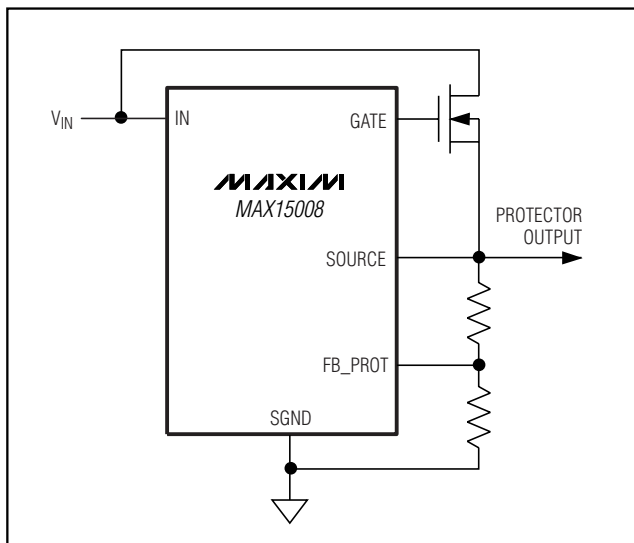 V_IN
IN
GATE
MAXIM
MAX15008
PROTECTOR
OUTPUT
SOURCE
FB_PROT
SGND